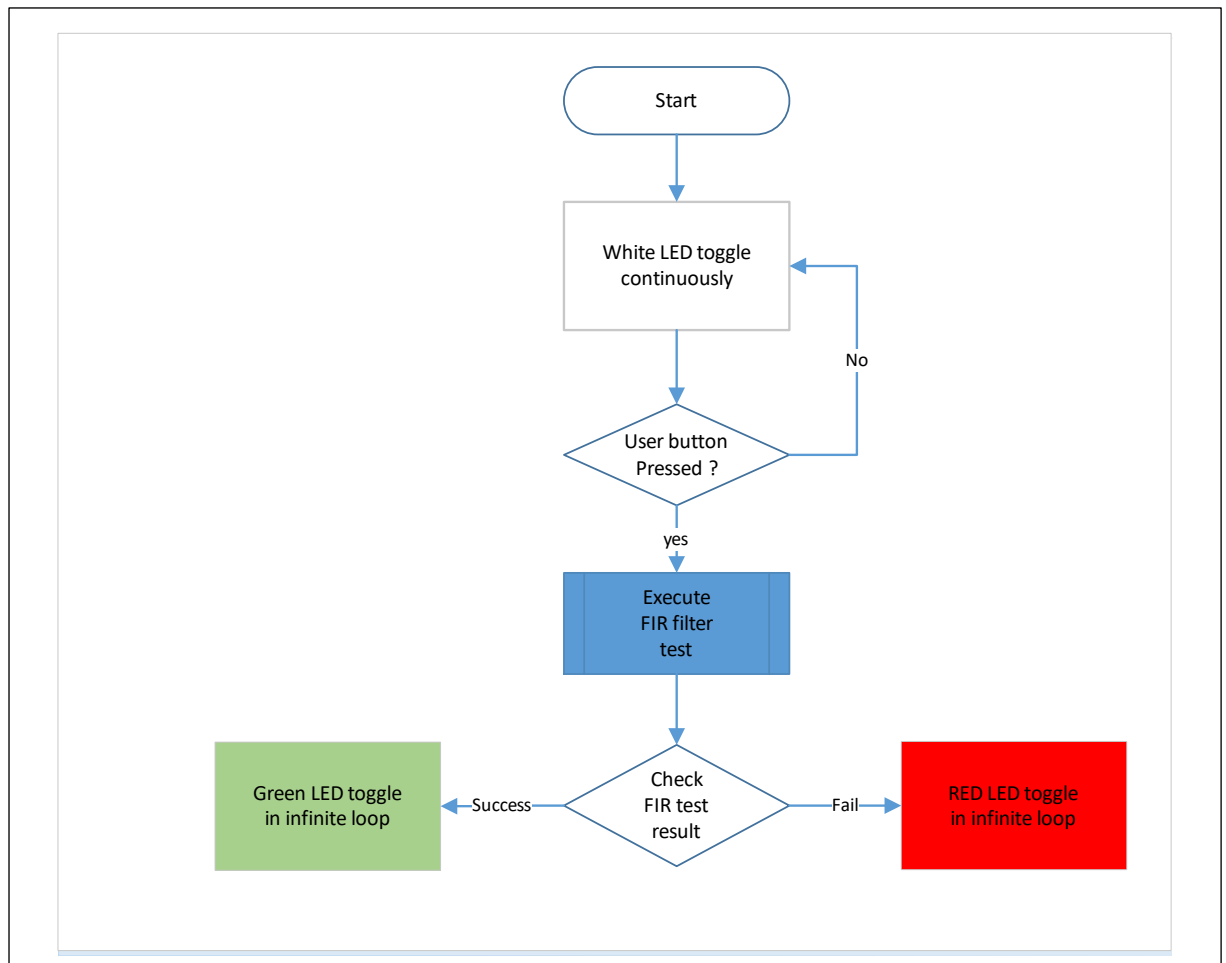 Start
White LED toggle
continuously
No
User button
Pressed ?
yes
Execute
FIR filter
test
Green LED toggle
in infinite loop
Success
Check
FIR test
result
Fail
RED LED toggle
in infinite loop